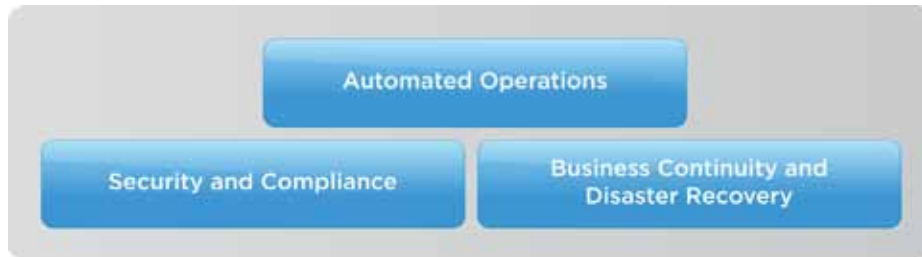 Automated Operations
Security and Compliance
Business Continuity and
Disaster Recovery